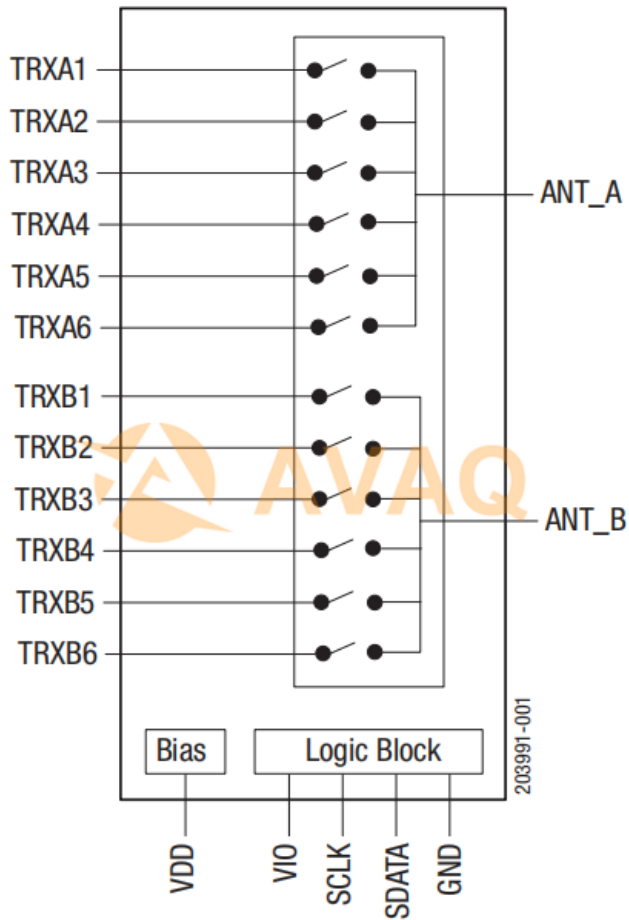 TRXA1
TRXA2
TRXA3
ANT_A
TRXA4
TRXA5
TRXA6
TRXB1
TRXB2
AVAQ
TRXB3
ANT_B
TRXB4
TRXB5
TRXB6
203991-001
Bias
Logic Block
VDD
VIO
SCLK
SDATA
GND